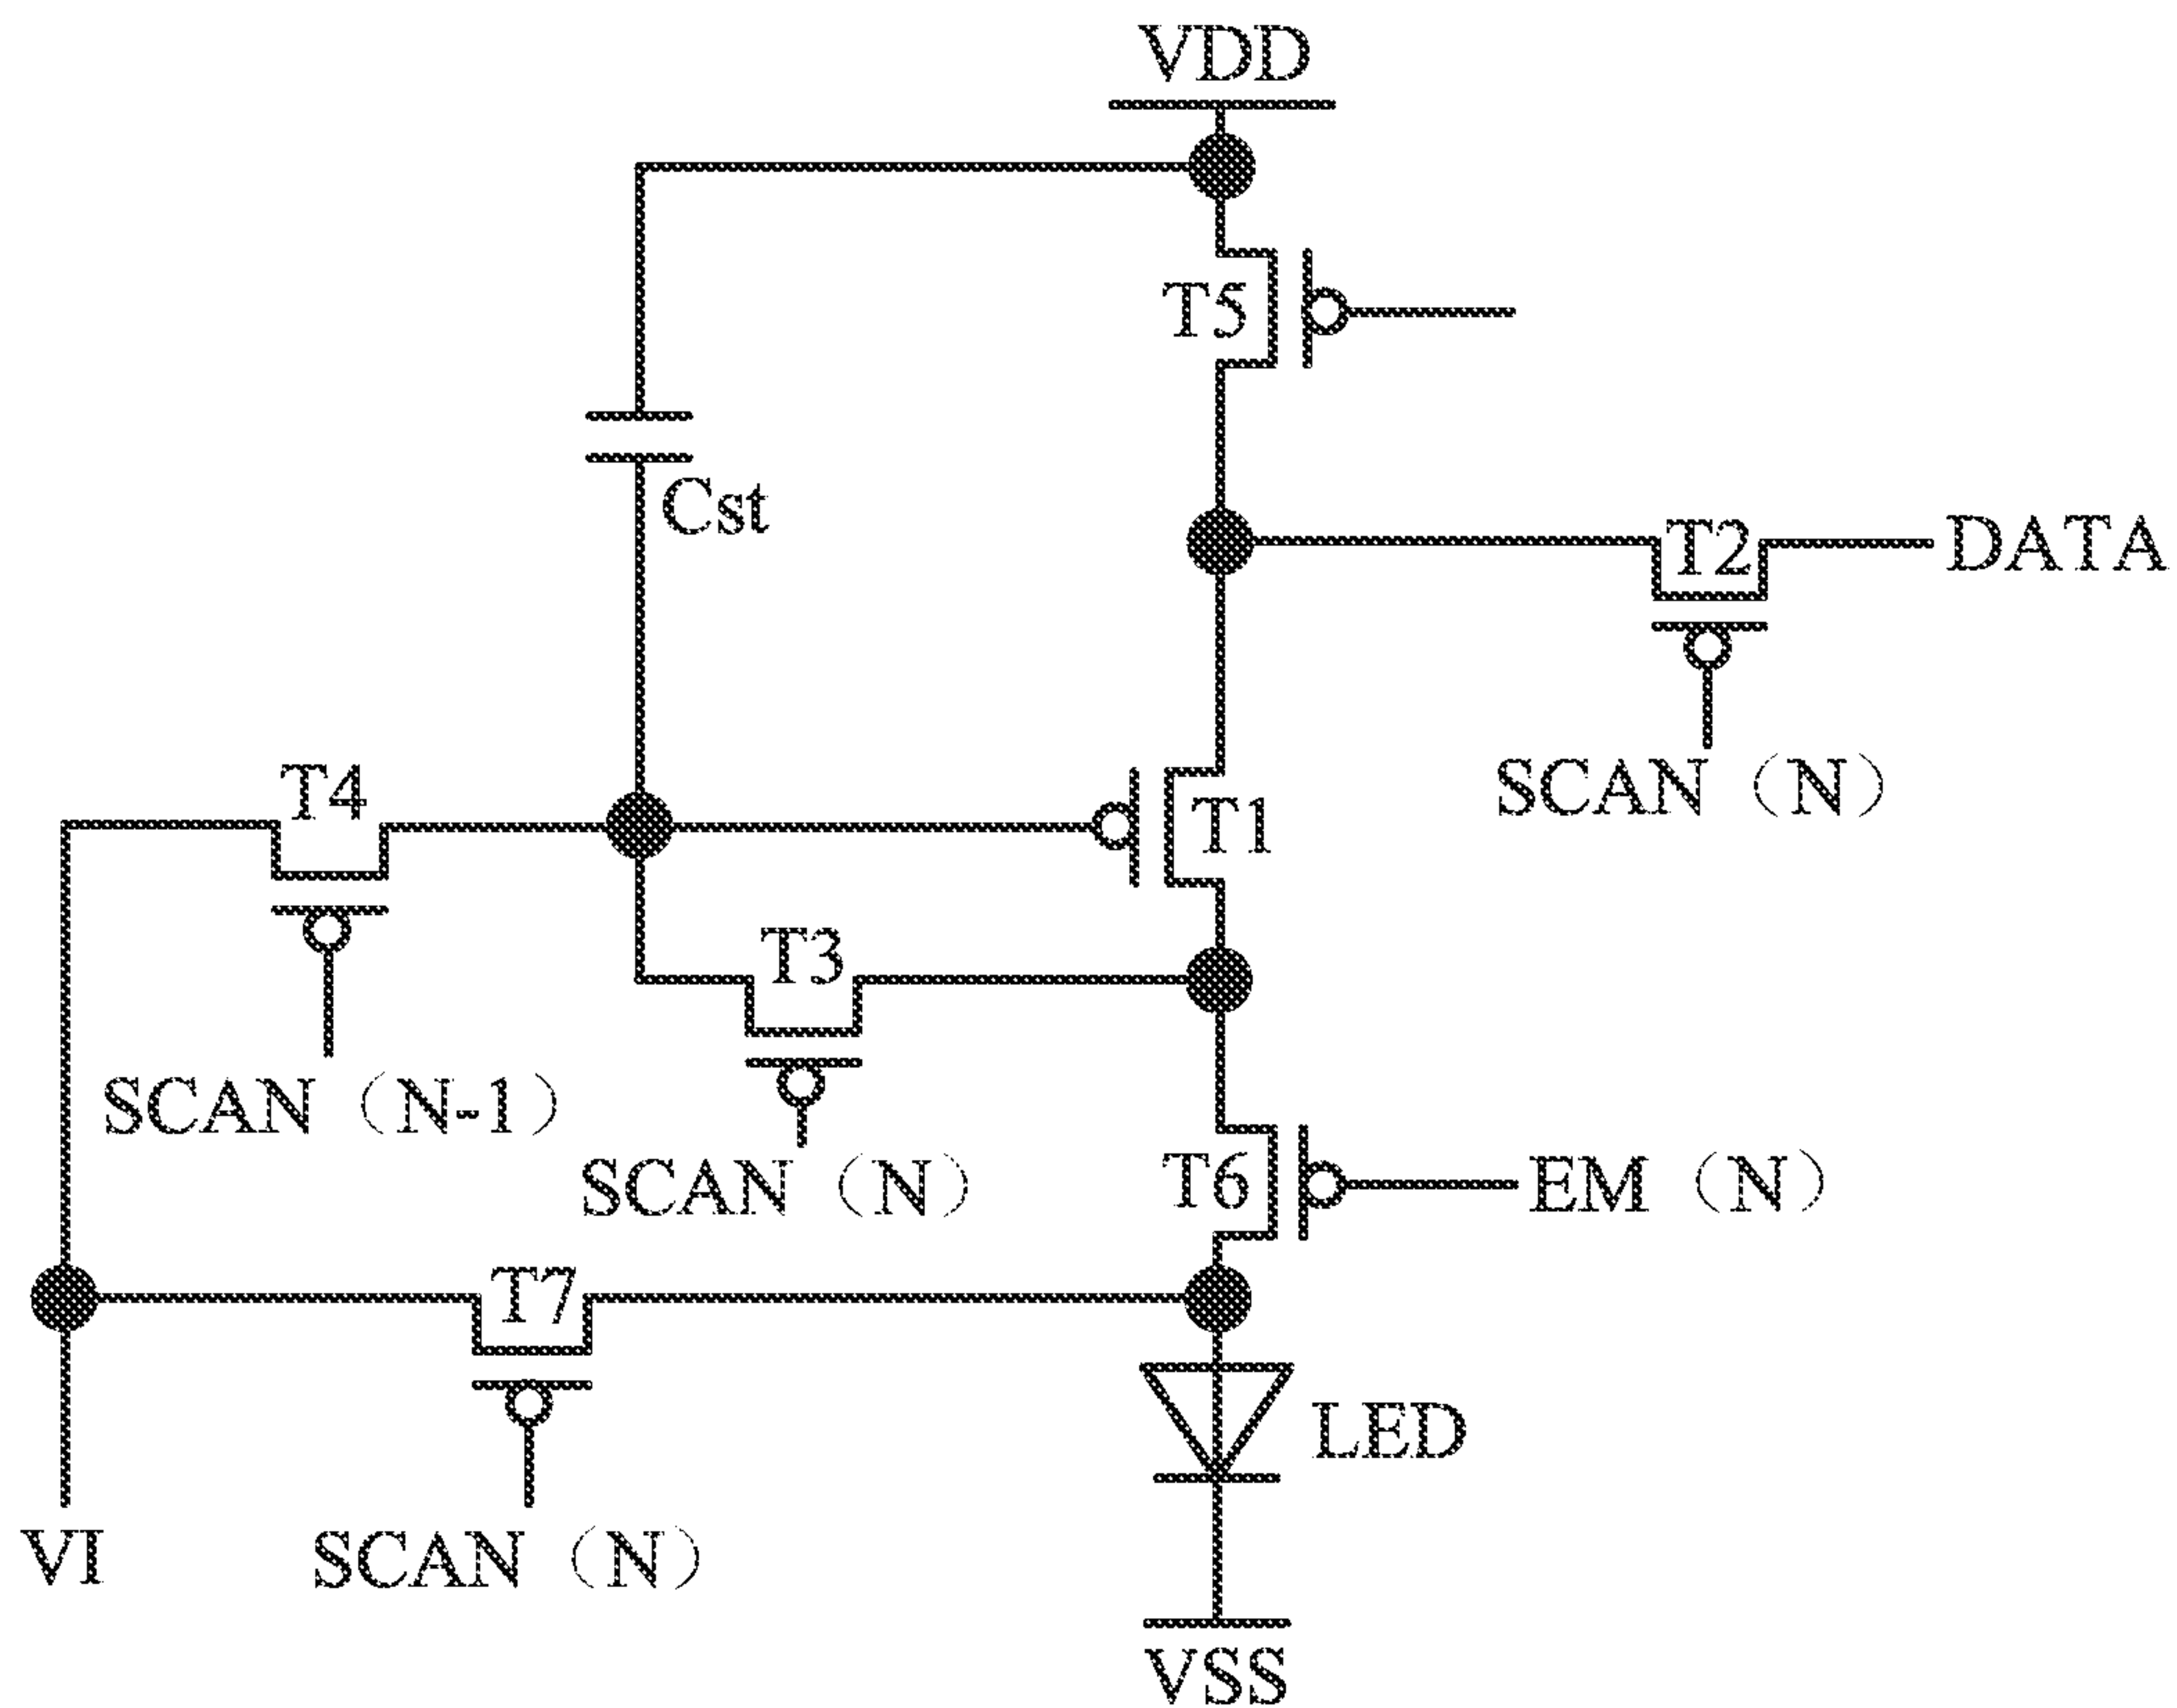 VDD
T5
Cst
T2
DATA
SCAN（N）
T4
T1
T3
SCAN（N-1）
SCAN（N）
T6
EM（N）
T7
LED
VI
SCAN（N）
VSS